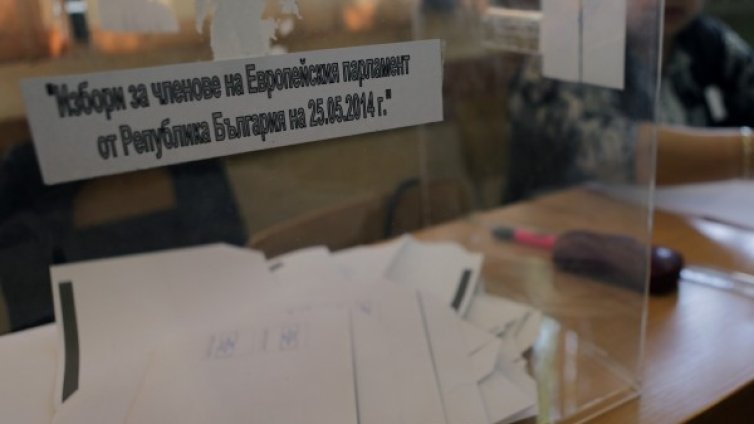 "Избори за членове на Европейския парламент
от Република България на 25.05.2014 г."